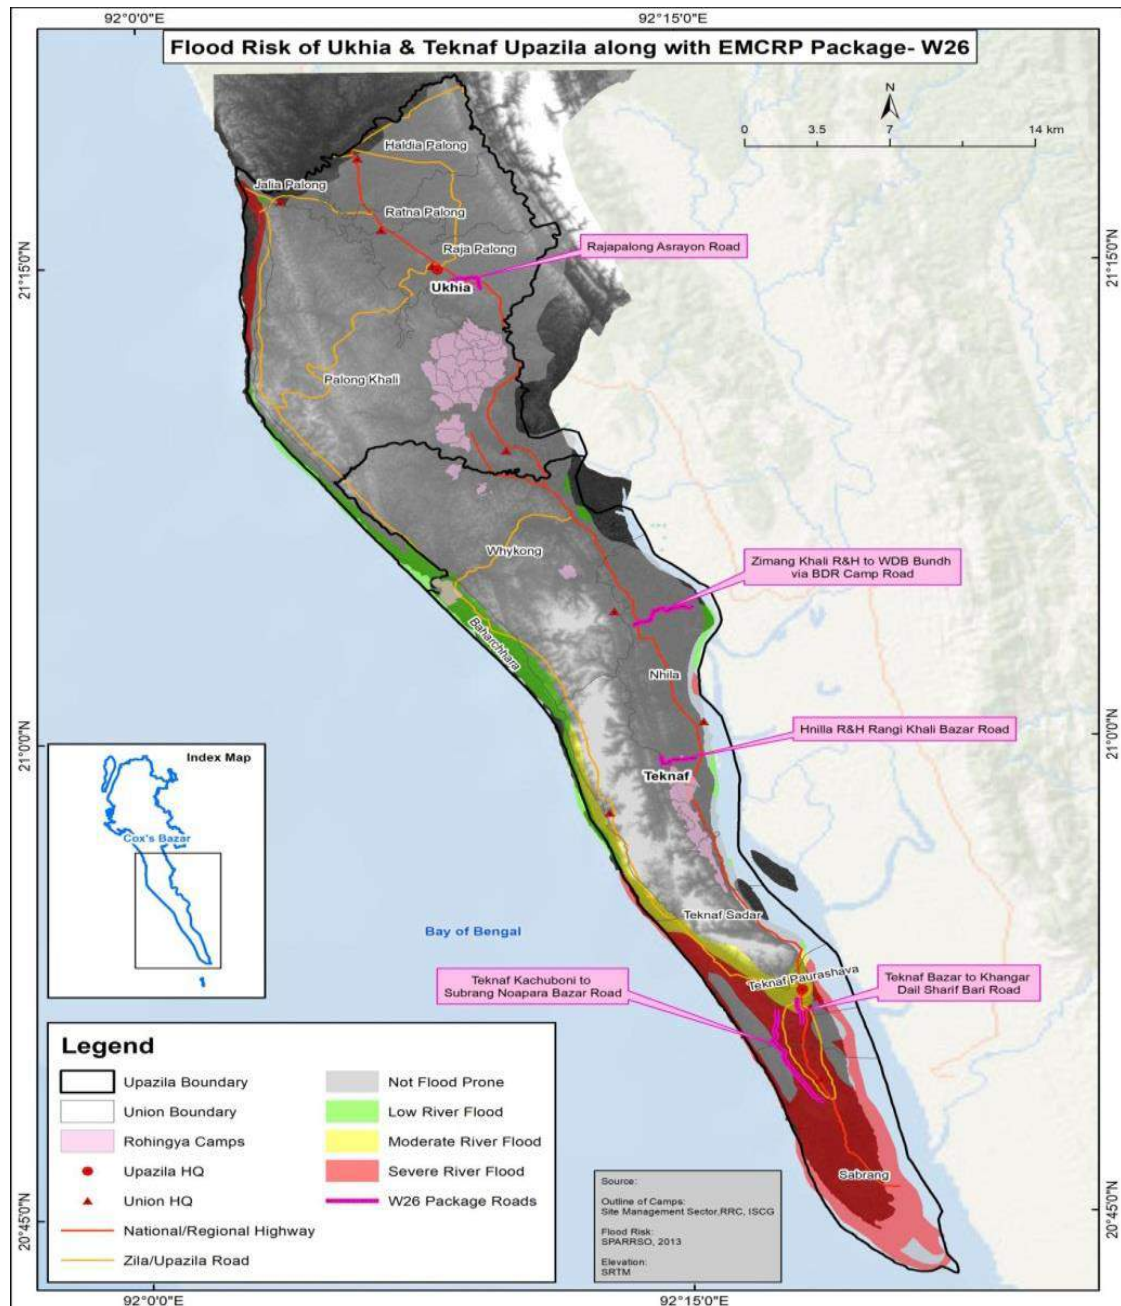 92°0'0"E
92°15'0"E
Flood Risk of Ukhia & Teknaf Upazila along with EMCRP Package- W26
N
0 3.5 7 14 km
Haldia Palong
Jalia Palong
Ratna Palong
Raja Palong
Rajapalong Asrayon Road
21°15'0"N
21°15'0"N
Ukhia
Palong Khali
Whykong
Zimang Khali R&H to WDB Bundh
via BDR Camp Road
Baharchhara
Nhila
Hnilla R&H Rangi Khali Bazar Road
21°0'0"N
21°0'0"N
Index Map
Teknaf
Cox's Bazar
Teknaf Sadar
Bay of Bengal
Teknaf Paurashava
Teknaf Kachuboni to
Subrang Noapara Bazar Road
Teknaf Bazar to Khangar
Dail Sharif Bari Road
Legend
Upazila Boundary
Union Boundary
Rohingya Camps
Upazila HQ
Union HQ
National/Regional Highway
Zila/Upazila Road
Not Flood Prone
Low River Flood
Moderate River Flood
Severe River Flood
W26 Package Roads
Sabrang
Source:
Outline of Camps:
Site Management Sector,RRC, ISCG
Flood Risk:
SPARRSO, 2013
Elevation:
SRTM
20°45'0"N
20°45'0"N
92°0'0"E
92°15'0"E